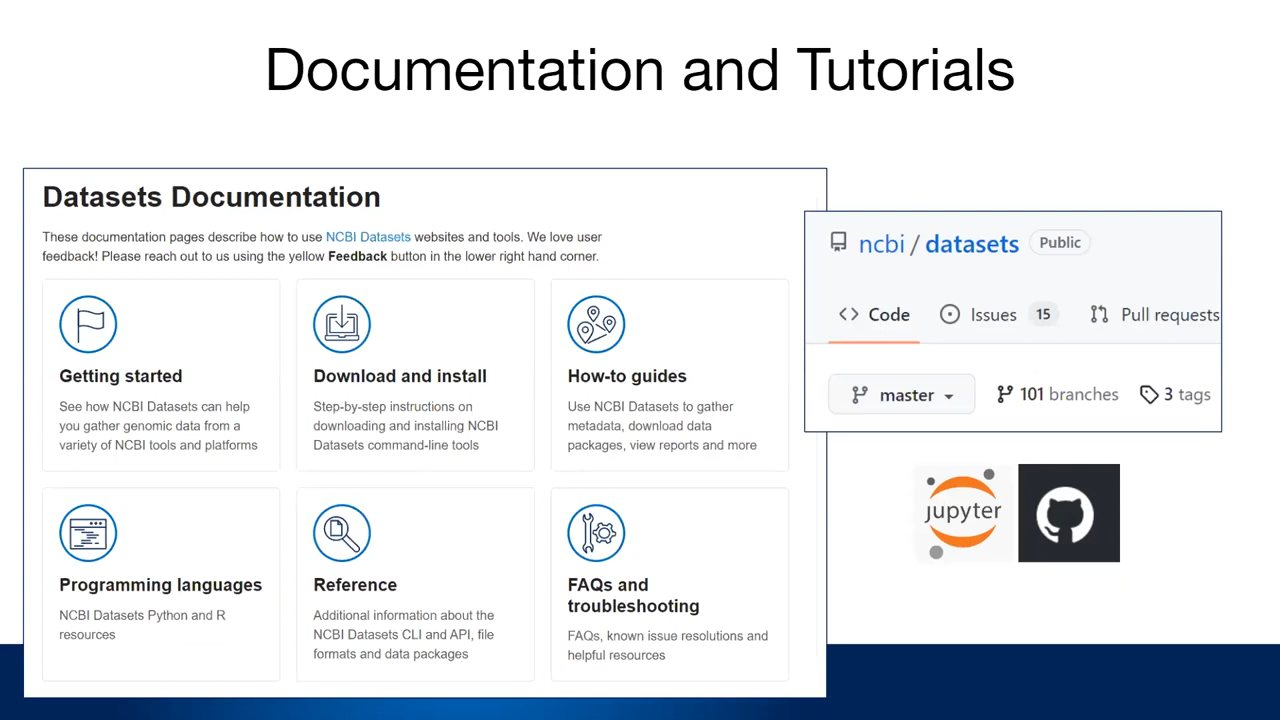 Documentation and Tutorials
Datasets Documentation
These documentation pages describe how to use NCBI Datasets websites and tools. We love user
feedback! Please reach out to us using the yellow Feedback button in the lower right hand corner.
Getting started
See how NCBI Datasets can help
you gather genomic data from a
variety of NCBI tools and platforms
Download and install
Step-by-step instructions on
downloading and installing NCBI
Datasets command-line tools
How-to guides
Use NCBI Datasets to gather
metadata, download data
packages, view reports and more
Programming languages
NCBI Datasets Python and R
resources
Reference
Additional information about the
NCBI Datasets CLI and API, file
formats and data packages
FAQs and
troubleshooting
FAQs, known issue resolutions and
helpful resources
ncbi / datasets Public
Code Issues 15 Pull requests
master 101 branches 3 tags
jupyter